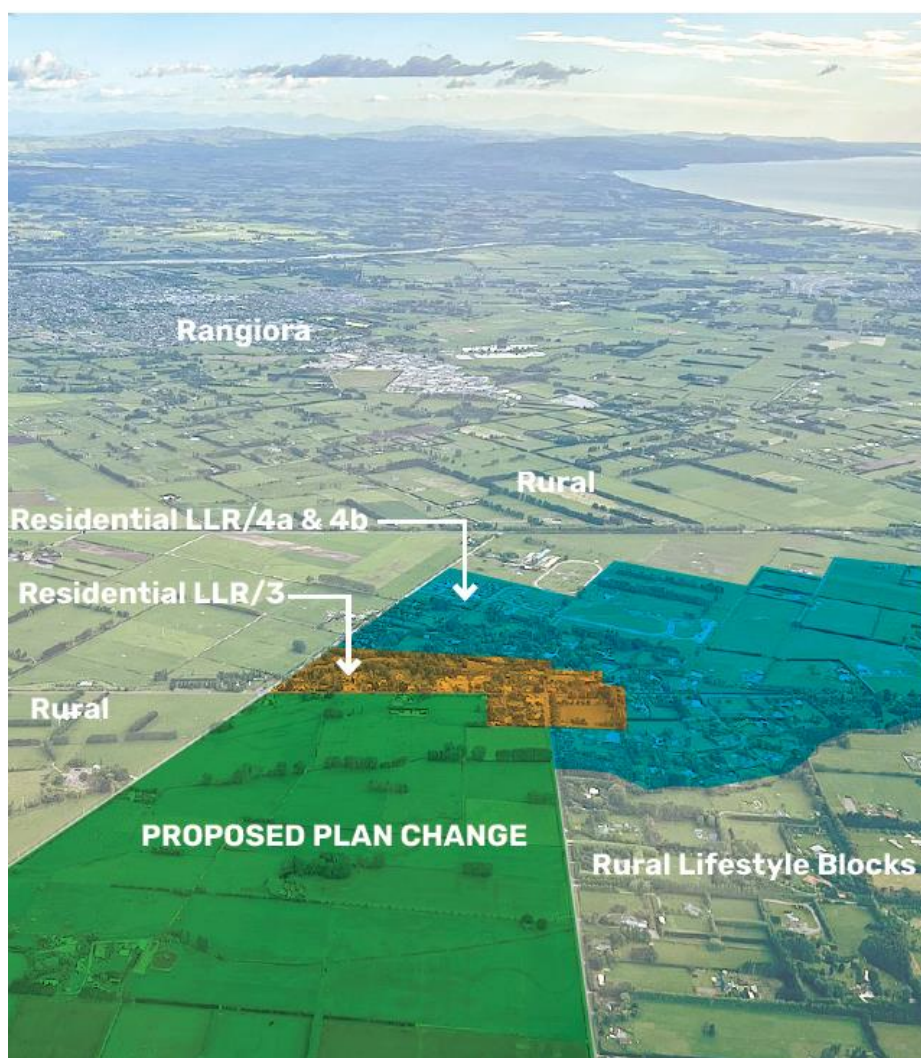 Rangiora
Rural
Residential LLR/4a & 4b
Residential LLR/3
Rural
PROPOSED PLAN CHANGE
Rural Lifestyle Blocks